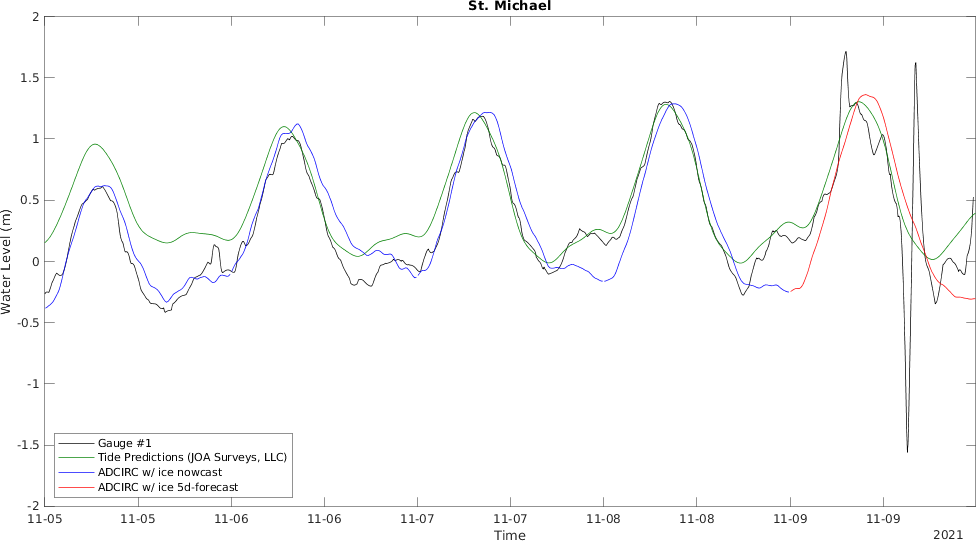 St. Michael
2
1.5
1
0.5
0
-0.5
-1
-1.5
-2
Water Level (m)
Gauge #1
Tide Predictions (JOA Surveys, LLC)
ADCIRC w/ ice nowcast
ADCIRC w/ ice 5d-forecast
11-05 11-05 11-06 11-06 11-07 11-07 11-08 11-08 11-09 11-09
Time
2021